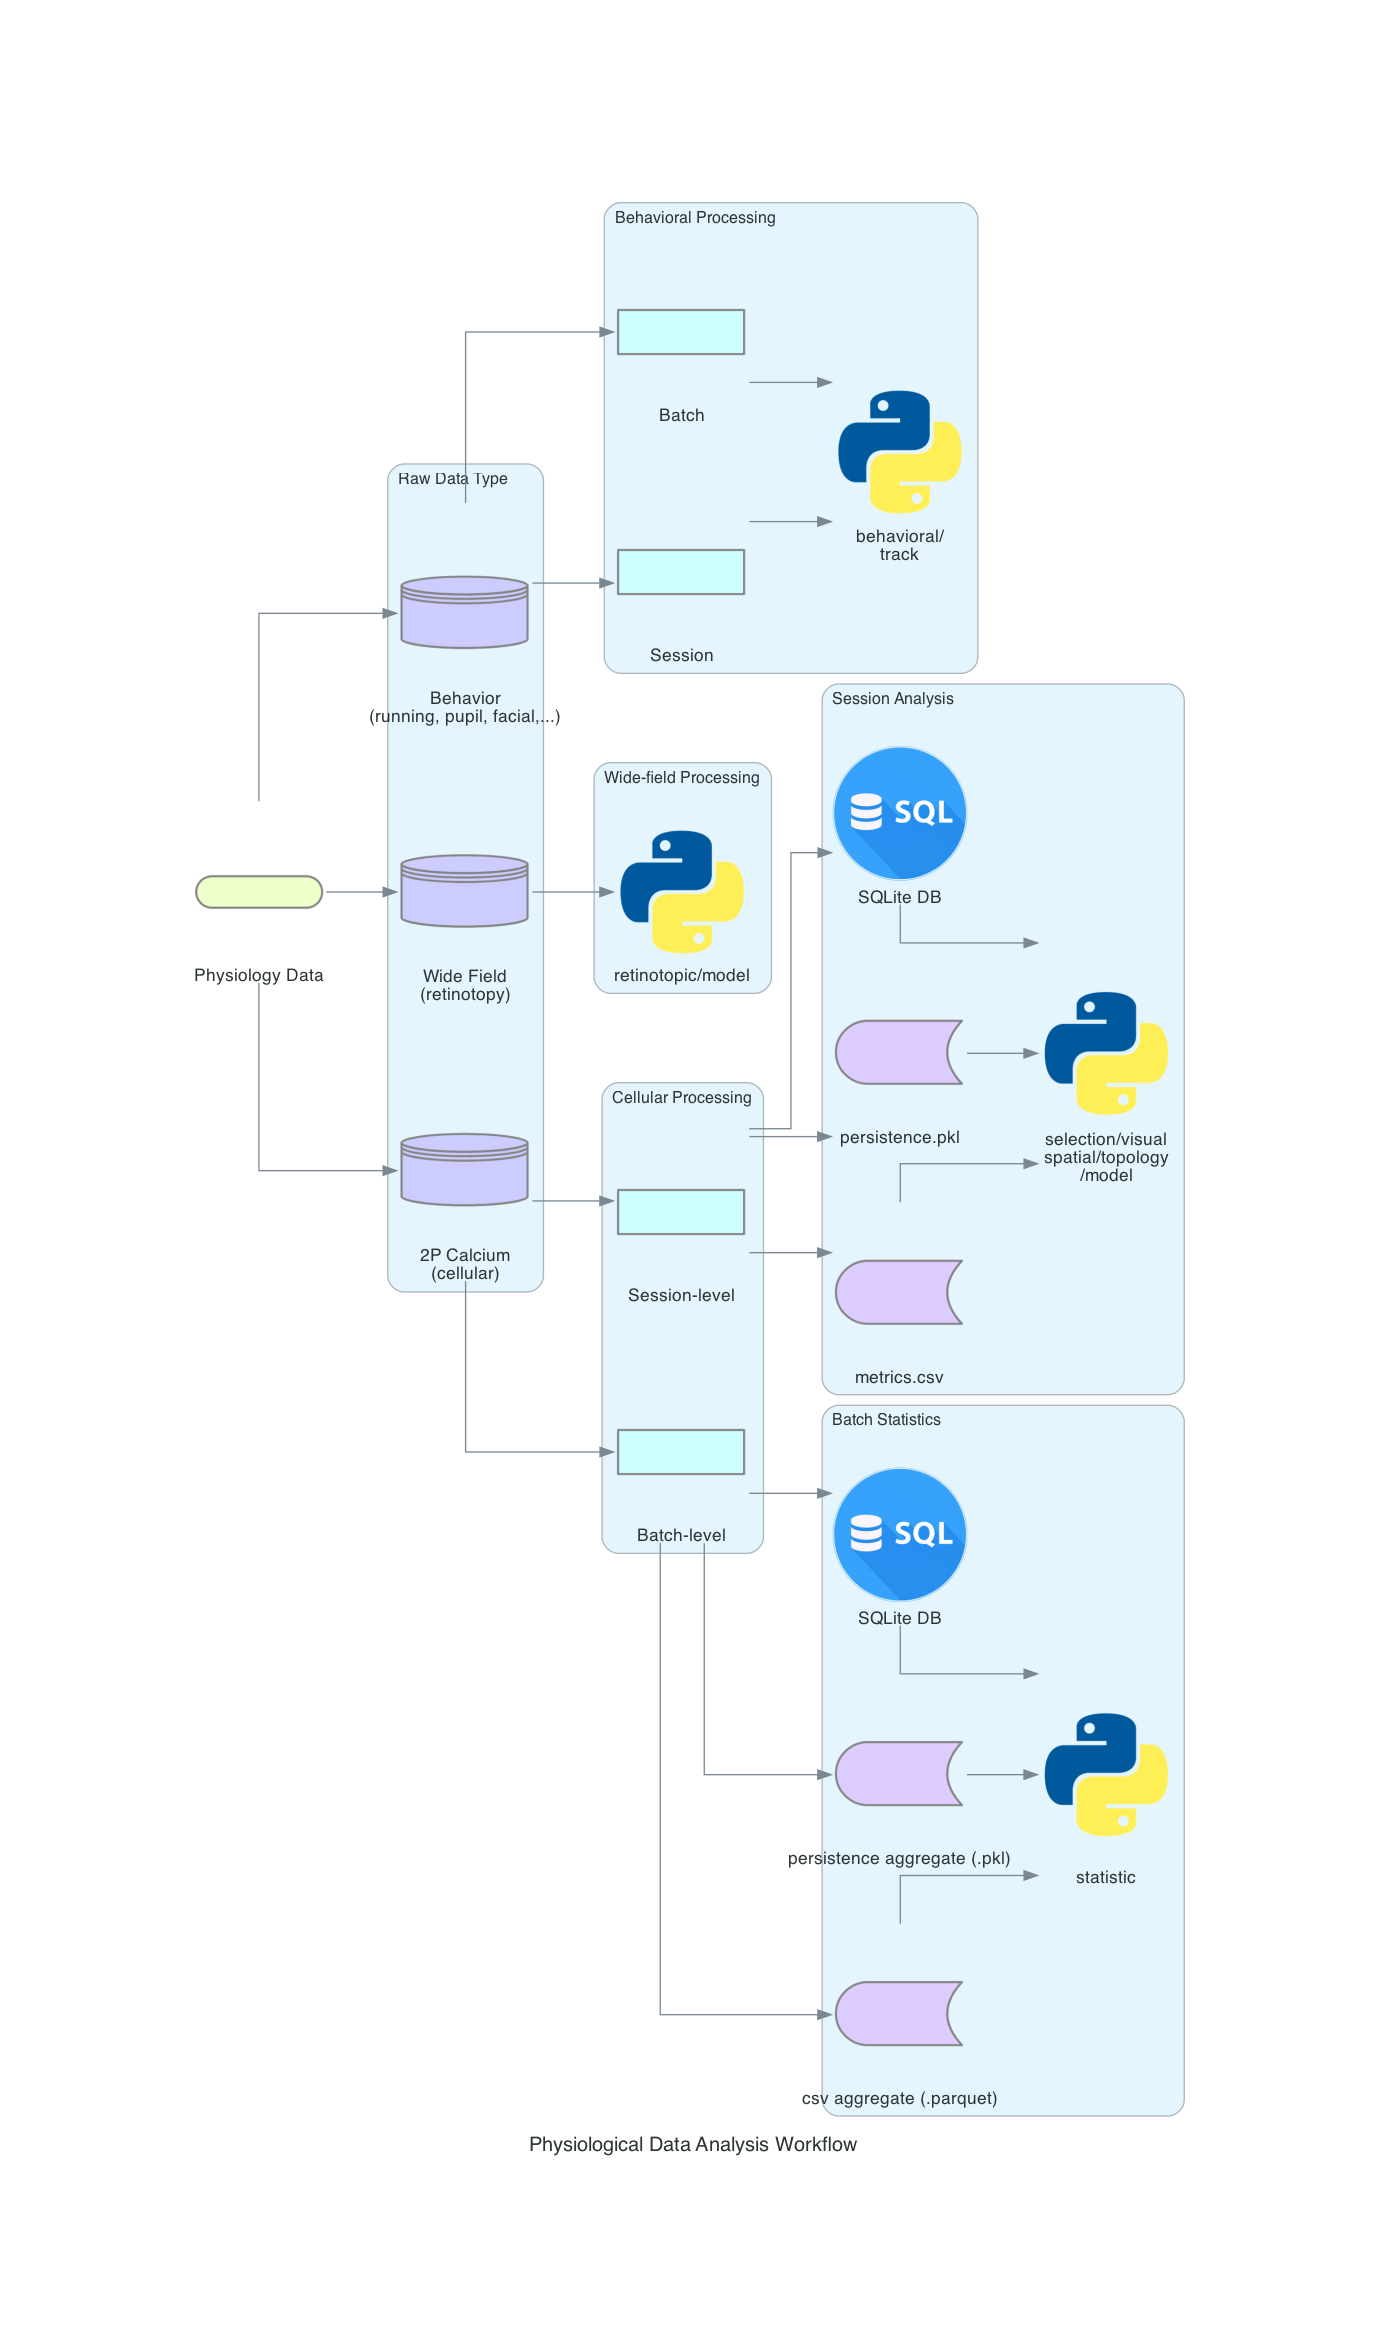 Behavioral Processing
Batch
Raw Data Type
behavioral/
track
Session
Behavior
(running, pupil, facial,...)
Session Analysis
Wide-field Processing
SQL
SQLite DB
Physiology Data
Wide Field
(retinotopy)
retinotopic/model
Cellular Processing
persistence.pkl
selection/visual
spatial/topology
/model
2P Calcium
(cellular)
Session-level
metrics.csv
Batch Statistics
SQL
Batch-level
SQLite DB
persistence aggregate (.pkl)
statistic
csv aggregate (.parquet)
Physiological Data Analysis Workflow